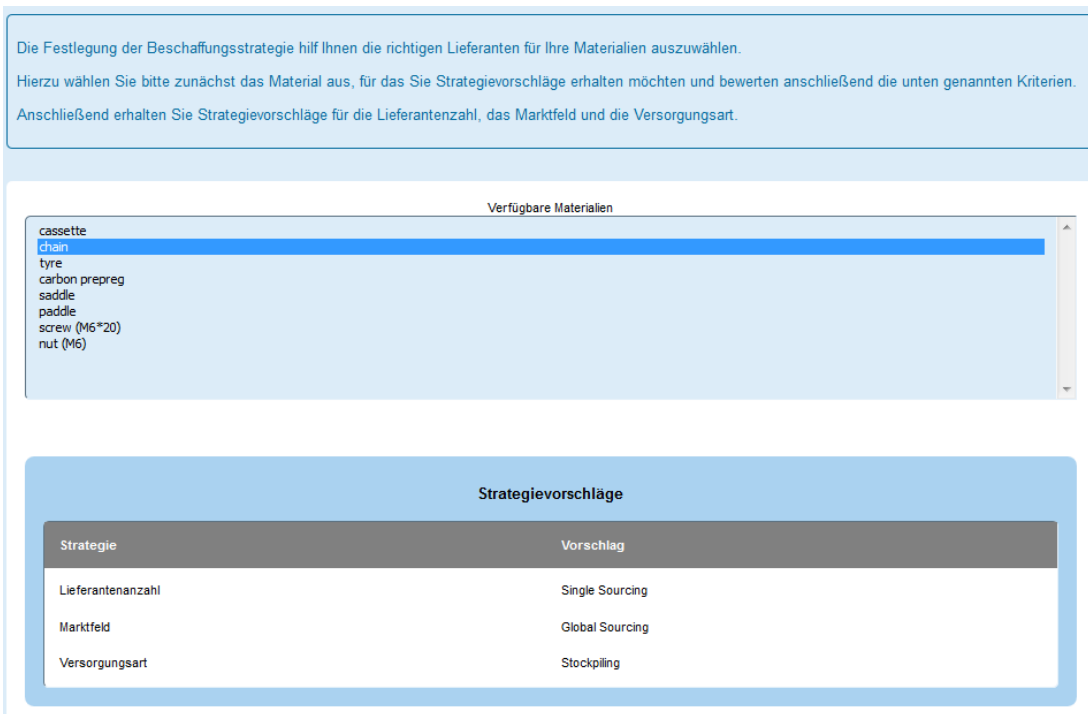 Die Festlegung der Beschaffungsstrategie hilf Ihnen die richtigen Lieferanten für Ihre Materialien auszuwählen.
Hierzu wählen Sie bitte zunächst das Material aus, für das Sie Strategievorschläge erhalten möchten und bewerten anschließend die unten genannten Kriterien.
Anschließend erhalten Sie Strategievorschläge für die Lieferantenzahl, das Marktfeld und die Versorgungsart.
Verfügbare Materialien
cassette
chain
tyre
carbon prepreg
saddle
paddle
screw (M6*20)
nut (M6)
Strategievorschläge
Strategie Vorschlag
Lieferantenanzahl Single Sourcing
Marktfeld Global Sourcing
Versorgungsart Stockpiling